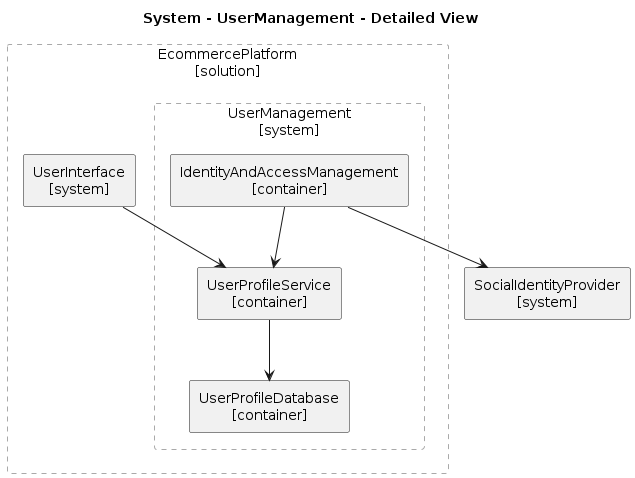 System - UserManagement - Detailed View
EcommercePlatform
[solution]
UserManagement
[system]
UserInterface
[system]
IdentityAndAccessManagement
[container]
UserProfileService
[container]
SocialIdentityProvider
[system]
UserProfileDatabase
[container]